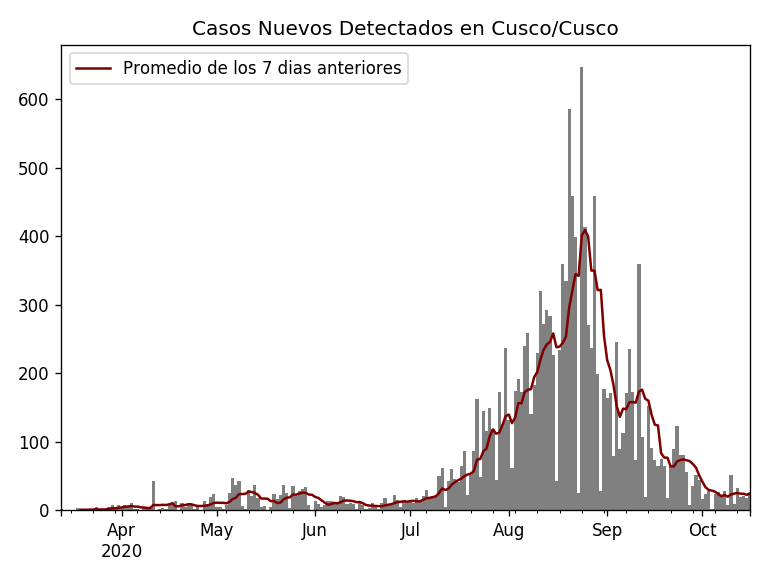 Casos Nuevos Detectados en Cusco/Cusco
Promedio de los 7 dias anteriores
600
500
400
300
200
100
0
Apr May Jun Jul Aug Sep Oct
2020